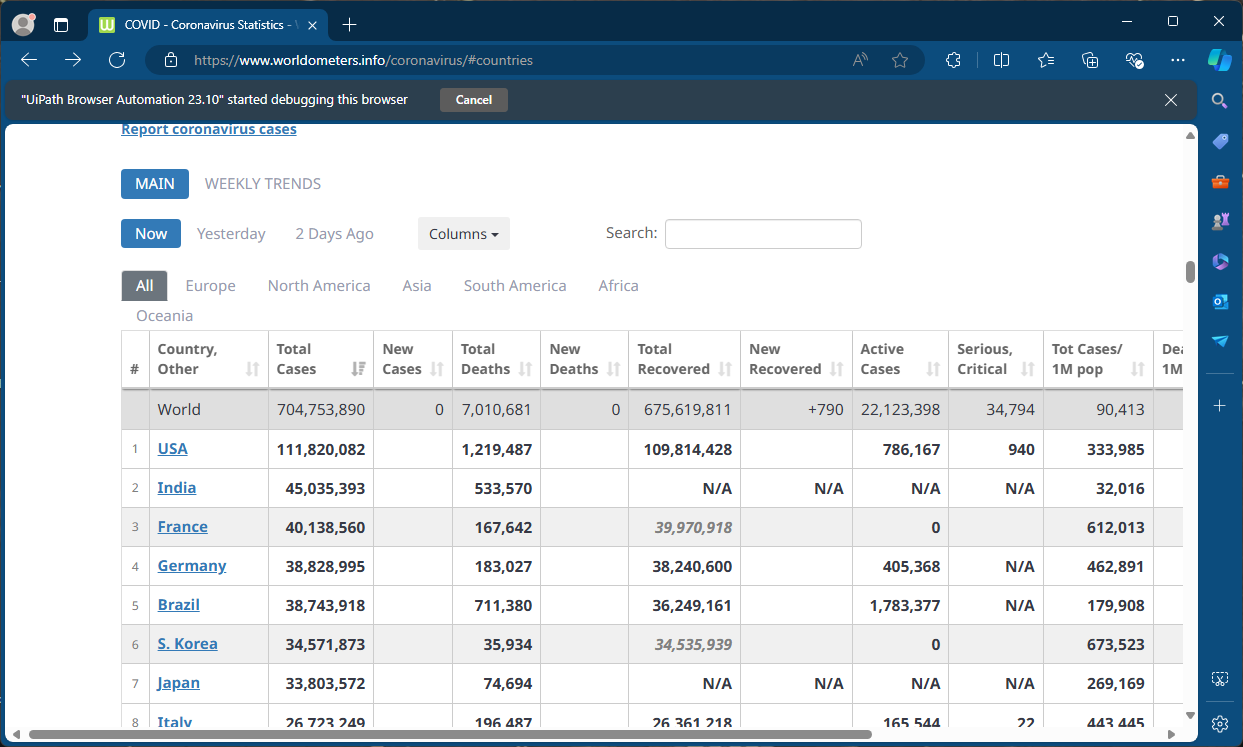 COVID - Coronavirus Statistics -
https://www.worldometers.info/coronavirus/#countries
"UiPath Browser Automation 23.10" started debugging this browser Cancel
Report coronavirus cases
MAIN WEEKLY TRENDS
Now Yesterday 2 Days Ago Columns Search:
All Europe North America Asia South America Africa
Oceania
# Country, Other Total Cases New Cases Total Deaths New Deaths Total Recovered New Recovered Active Cases Serious, Critical Tot Cases/ 1M pop 1M
World 704,753,890 0 7,010,681 0 675,619,811 +790 22,123,398 34,794 90,413
1 USA 111,820,082 1,219,487 109,814,428 786,167 940 333,985
2 India 45,035,393 533,570 N/A N/A N/A N/A 32,016
3 France 40,138,560 167,642 39,970,918 0 612,013
4 Germany 38,828,995 183,027 38,240,600 405,368 N/A 462,891
5 Brazil 38,743,918 711,380 36,249,161 1,783,377 N/A 179,908
6 S. Korea 34,571,873 35,934 34,535,939 0 673,523
7 Japan 33,803,572 74,694 N/A N/A N/A N/A 269,169
8 Italy 26,723,249 196,487 26,361,218 165,544 22 443,445